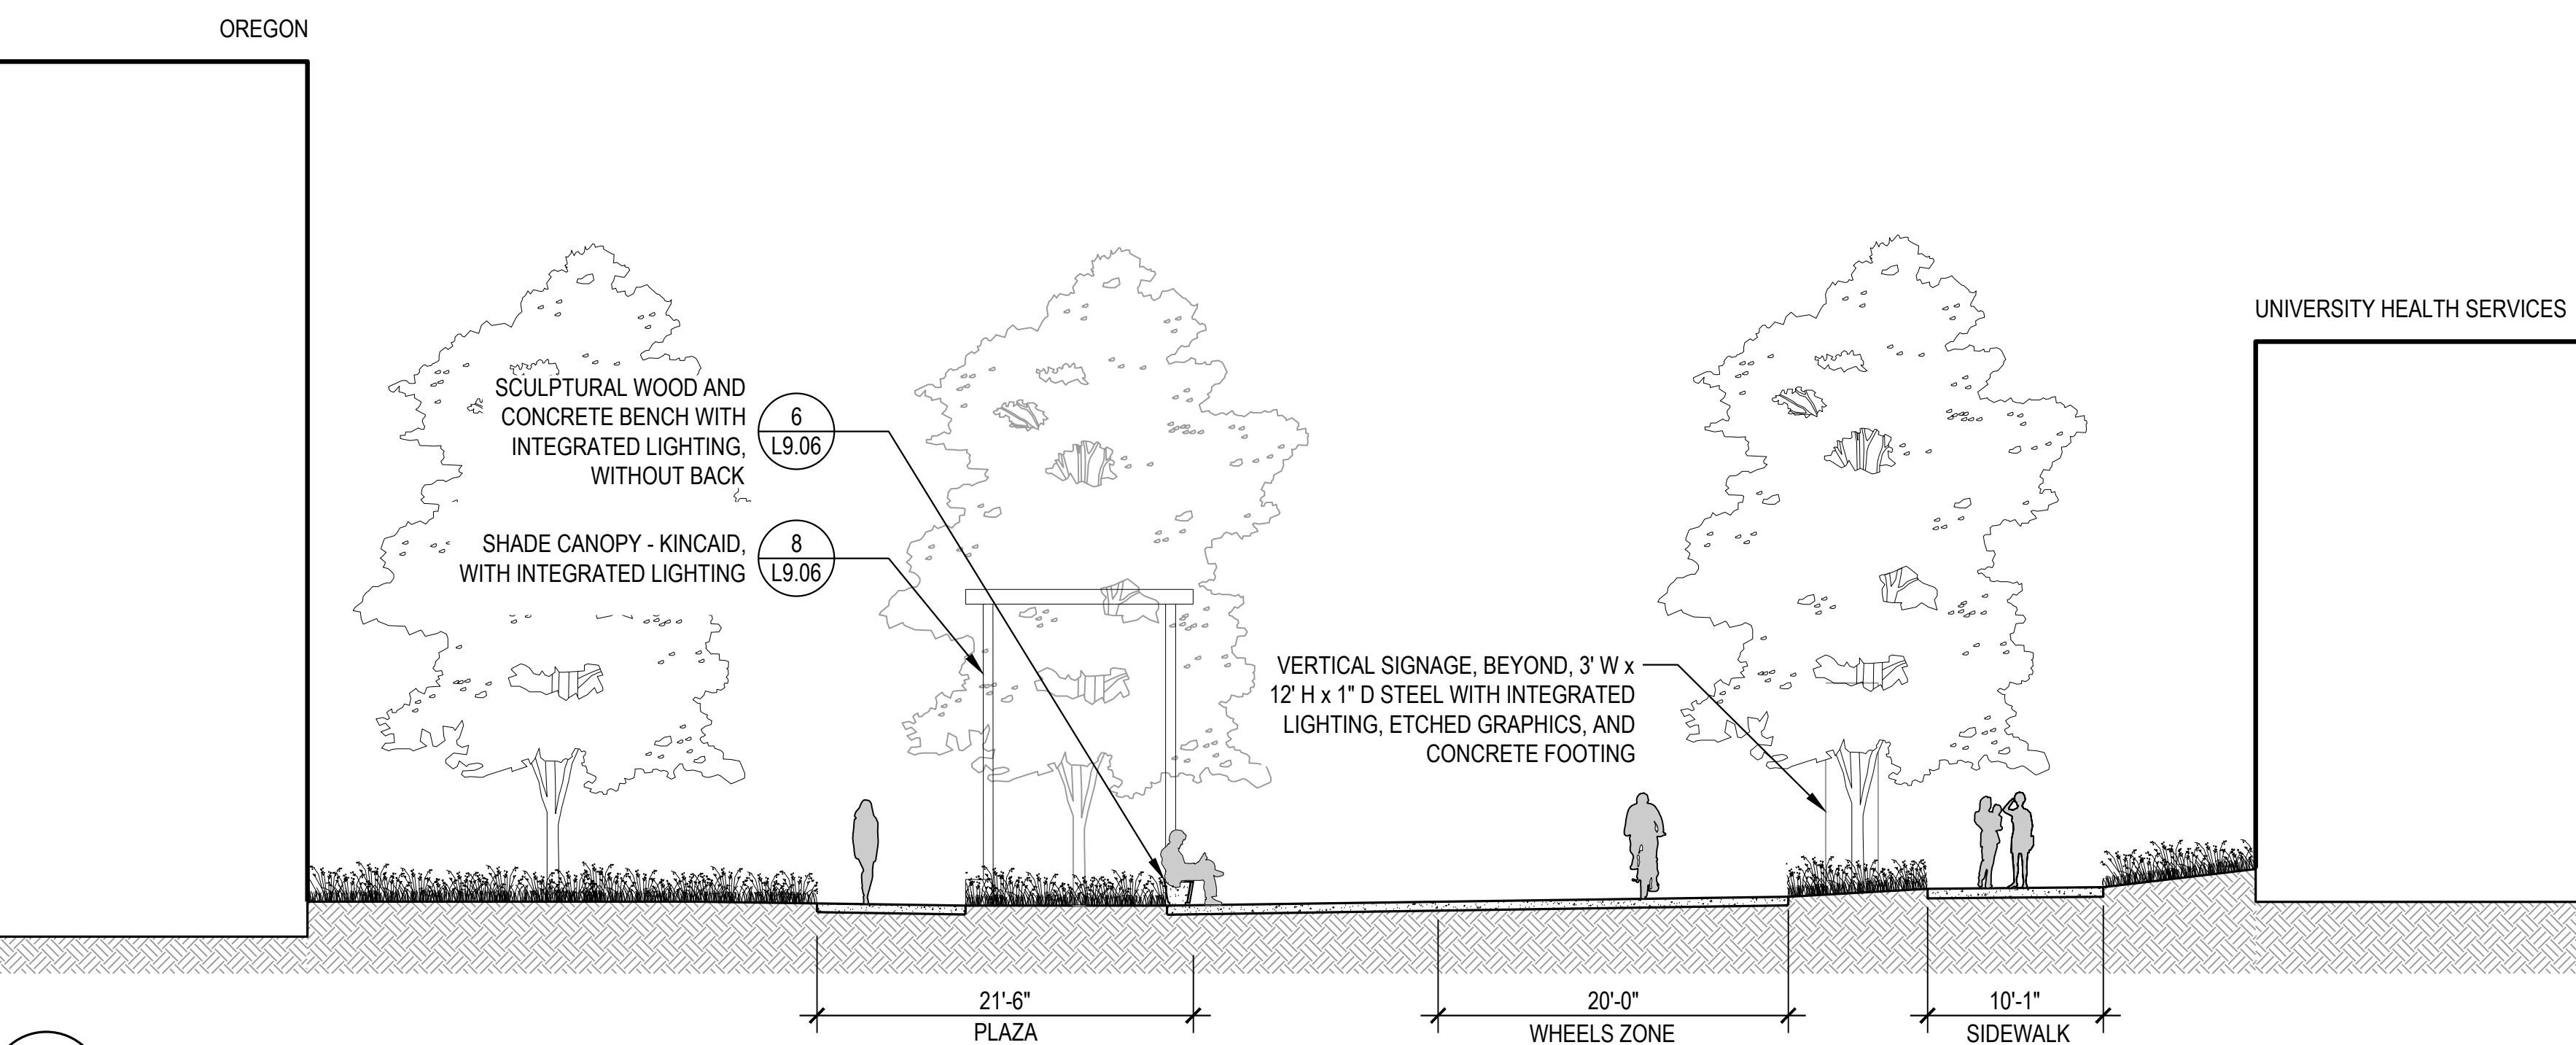 OREGON
UNIVERSITY HEALTH SERVICES
SCULPTURAL WOOD AND
CONCRETE BENCH WITH
INTEGRATED LIGHTING,
WITHOUT BACK
6
L9.06
SHADE CANOPY - KINCAID,
WITH INTEGRATED LIGHTING
8
L9.06
VERTICAL SIGNAGE, BEYOND, 3' W x
12' H x 1" D STEEL WITH INTEGRATED
LIGHTING, ETCHED GRAPHICS, AND
CONCRETE FOOTING
21'-6"
PLAZA
20'-0"
WHEELS ZONE
10'-1"
SIDEWALK